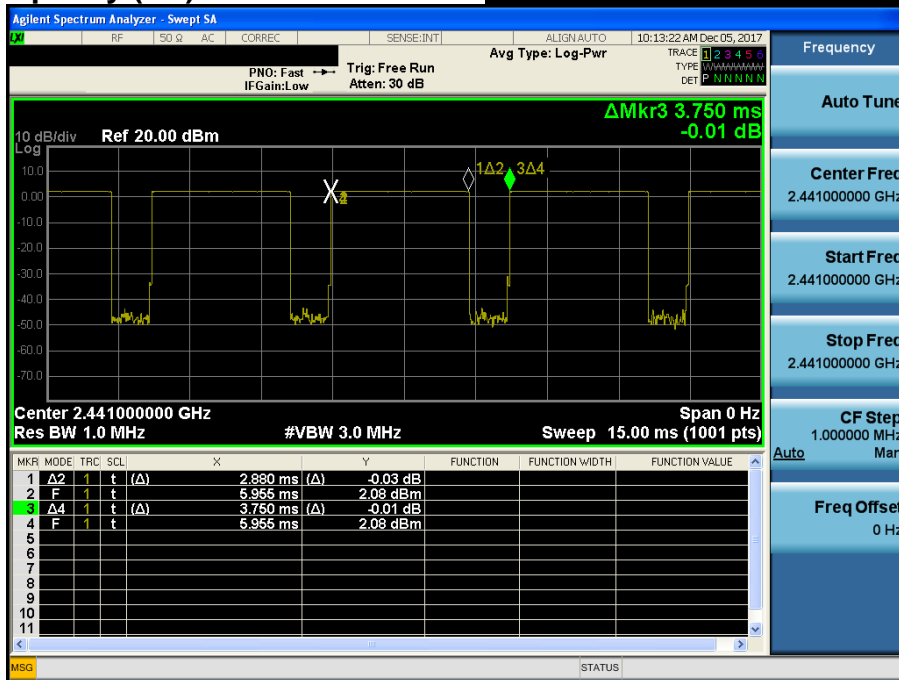 Agilent Spectrum Analyzer - Swept SA
LXI RF 50 Ω AC CORREC SENSE:INT ALIGN AUTO 10:13:22 AM Dec 05, 2017
Frequency
Avg Type: Log-Pwr
TRACE 1 2 3 4 5 6
TYPE
DET P N N N N N
PNO: Fast
IFGain:Low
Trig: Free Run
Atten: 30 dB
ΔMkr3 3.750 ms
-0.01 dB
10 dB/div Ref 20.00 dBm
Log
10.0
0.00
-10.0
-20.0
-30.0
-40.0
-50.0
-60.0
-70.0
1Δ2 3Δ4
Center 2.441000000 GHz Span 0 Hz
Res BW 1.0 MHz #VBW 3.0 MHz Sweep 15.00 ms (1001 pts)
MKR MODE TRC SCL X Y FUNCTION FUNCTION WIDTH FUNCTION VALUE
1 Δ2 1 t (Δ) 2.880 ms (Δ) -0.03 dB
2 F 1 t 5.955 ms 2.08 dBm
3 Δ4 1 t (Δ) 3.750 ms (Δ) -0.01 dB
4 F 1 t 5.955 ms 2.08 dBm
5
6
7
8
9
10
11
MSG STATUS
Auto Tune
Center Freq
2.441000000 GHz
Start Freq
2.441000000 GHz
Stop Freq
2.441000000 GHz
CF Step
1.000000 MHz
Auto Man
Freq Offset
0 Hz